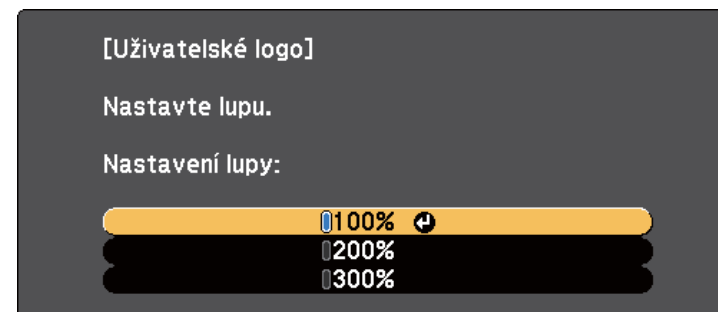 [Uživatelské logo]
Nastavte lupu.
Nastavení lupy:
100%
200%
300%